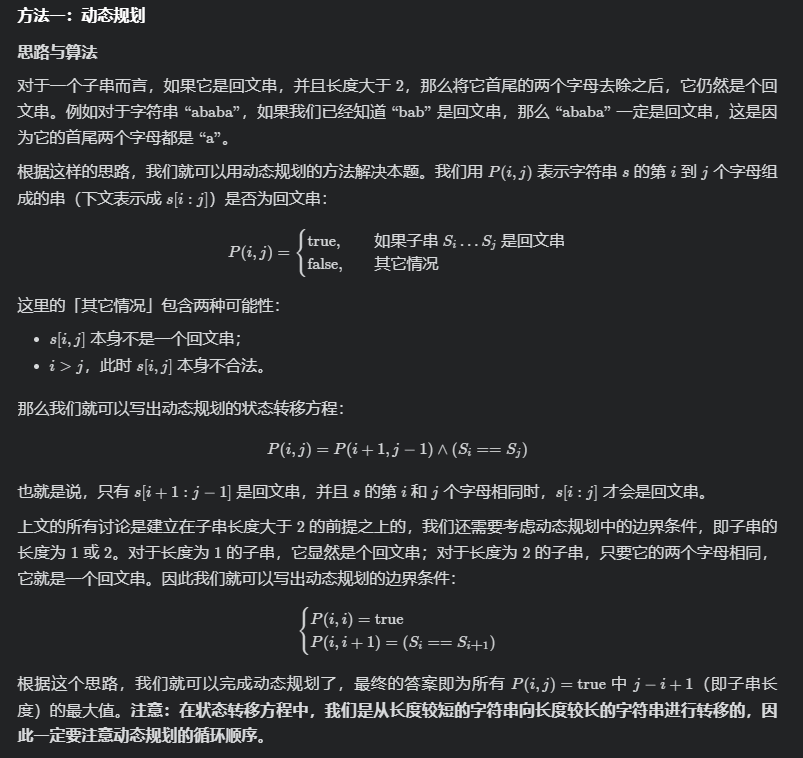 方法一：动态规划
思路与算法
对于一个子串而言，如果它是回文串，并且长度大于 2，那么将它首尾的两个字母去除之后，它仍然是个回
文串。例如对于字符串 “ababa”，如果我们已经知道 “bab” 是回文串，那么 “ababa” 一定是回文串，这是因
为它的首尾两个字母都是 “a”。
根据这样的思路，我们就可以用动态规划的方法解决本题。我们用 P(i, j) 表示字符串 s 的第 i 到 j 个字母组
成的串（下文表示成 s[i : j]）是否为回文串：
P(i, j) = { true, 如果子串 Sᵢ … Sⱼ 是回文串
false, 其它情况
这里的「其它情况」包含两种可能性：
• s[i, j] 本身不是一个回文串；
• i > j，此时 s[i, j] 本身不合法。
那么我们就可以写出动态规划的状态转移方程：
P(i, j) = P(i + 1, j − 1) ∧ (Sᵢ == Sⱼ)
也就是说，只有 s[i + 1 : j − 1] 是回文串，并且 s 的第 i 和 j 个字母相同时，s[i : j] 才会是回文串。
上文的所有讨论是建立在子串长度大于 2 的前提之上的，我们还需要考虑动态规划中的边界条件，即子串的
长度为 1 或 2。对于长度为 1 的子串，它显然是个回文串；对于长度为 2 的子串，只要它的两个字母相同，
它就是一个回文串。因此我们就可以写出动态规划的边界条件：
{ P(i, i) = true
P(i, i + 1) = (Sᵢ == Sᵢ₊₁)
根据这个思路，我们就可以完成动态规划了，最终的答案即为所有 P(i, j) = true 中 j − i + 1（即子串长
度）的最大值。注意：在状态转移方程中，我们是从长度较短的字符串向长度较长的字符串进行转移的，因
此一定要注意动态规划的循环顺序。